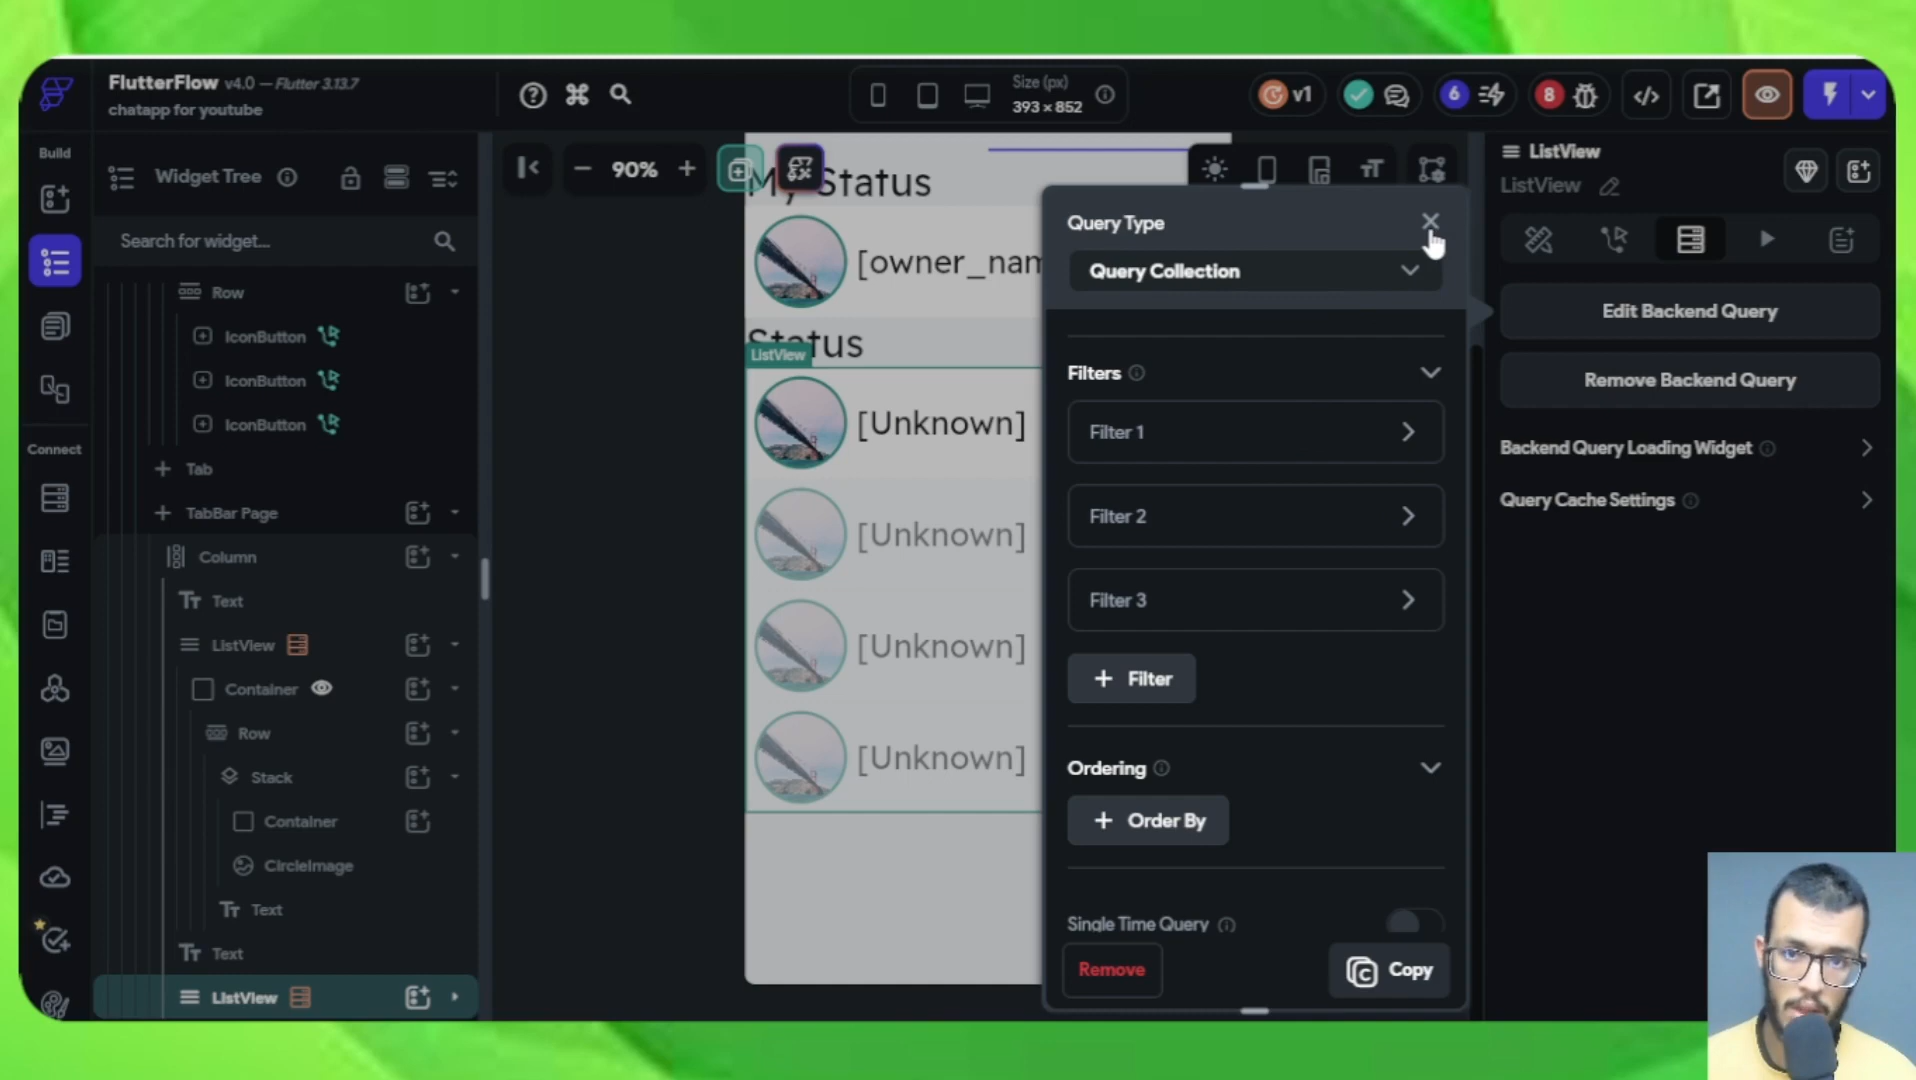 FlutterFlow v4.0 — Flutter 3.13.7
chatapp for youtube
Size (px)
393 × 852
v1
6
8
Build
Connect
Widget Tree
Search for widget...
Row
IconButton
IconButton
IconButton
Tab
TabBar Page
Column
Text
ListView
Container
Row
Stack
Container
CircleImage
Text
Text
ListView
90%
My Status
[owner_nam
Status
ListView
[Unknown]
[Unknown]
[Unknown]
[Unknown]
Query Type
Query Collection
Filters
Filter 1
Filter 2
Filter 3
+ Filter
Ordering
+ Order By
Single Time Query
Remove
Copy
ListView
ListView
Edit Backend Query
Remove Backend Query
Backend Query Loading Widget
Query Cache Settings